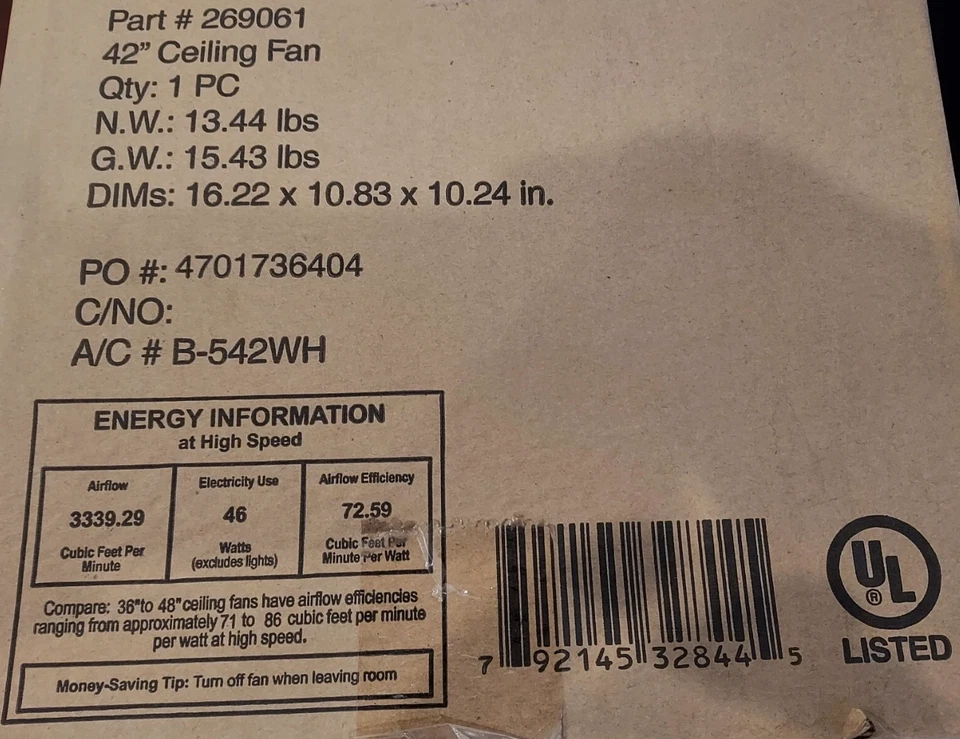 Part # 269061
42” Ceiling Fan
Qty: 1 PC
N.W.: 13.44 lbs
G.W.: 15.43 lbs
DIMs: 16.22 x 10.83 x 10.24 in.
PO #: 4701736404
C/NO:
A/C # B-542WH
ENERGY INFORMATION
at High Speed
Airflow
3339.29
Cubic Feet Per
Minute
Electricity Use
46
Watts
(excludes lights)
Airflow Efficiency
72.59
Cubic Feet Per
Minute Per Watt
Compare: 36"to 48"ceiling fans have airflow efficiencies
ranging from approximately 71 to 86 cubic feet per minute
per watt at high speed.
Money-Saving Tip: Turn off fan when leaving room
7 92145 32844 5
UL
®
LISTED